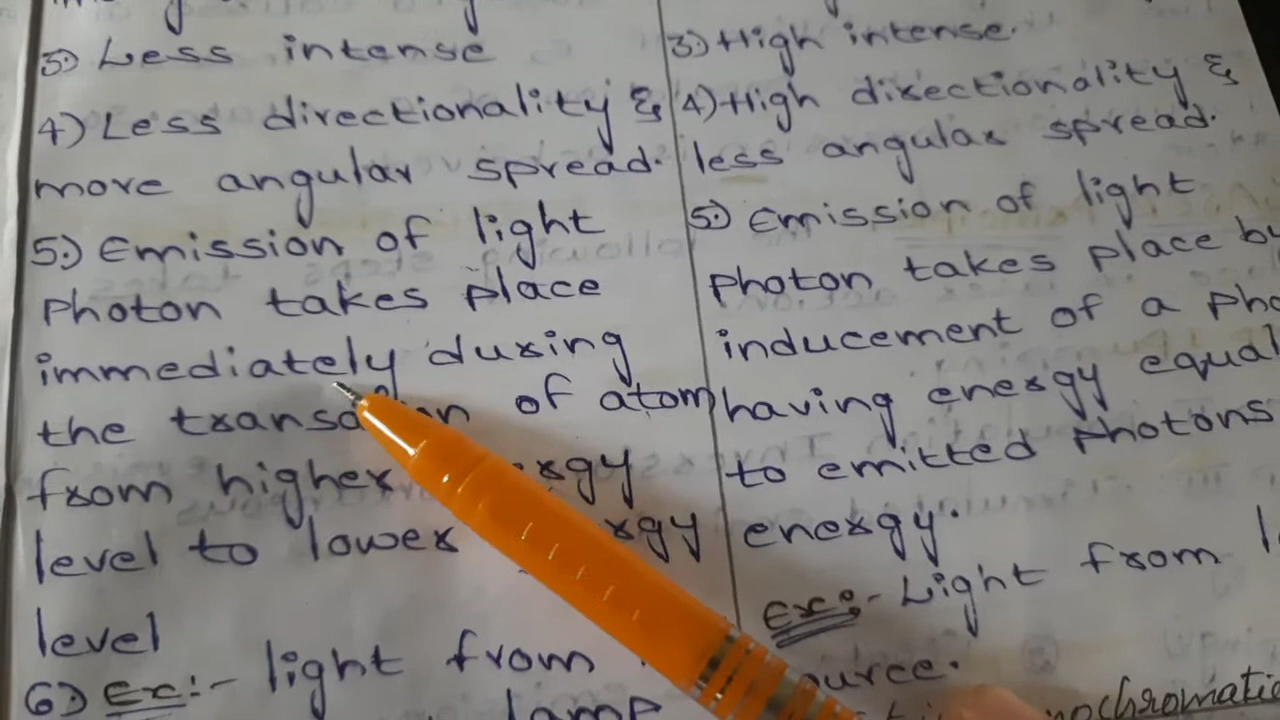 3) Less intense
4) Less directionality &
more angular spread.
5) Emission of light
Photon takes place
immediately during
the of atom
from higher
level to lower
level
6) Ex:- light from
lamp
3) High intense.
4) High directionality &
less angular spread.
5) Emission of light
Photon takes place by
inducement of a
having energy equal
to emitted Photons
energy.
Ex:- Light from